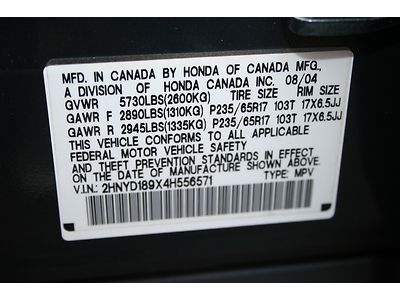 MFD. IN CANADA BY HONDA OF CANADA MFG.,
A DIVISION OF HONDA CANADA INC. 08/04
GVWR 5730LBS(2600KG) TIRE SIZE RIM SIZE
GAWR F 2890LBS(1310KG) P235/65R17 103T 17X6.5JJ
GAWR R 2945LBS(1335KG) P235/65R17 103T 17X6.5JJ
THIS VEHICLE CONFORMS TO ALL APPLICABLE
FEDERAL MOTOR VEHICLE SAFETY AND
THEFT PREVENTION STANDARDS IN EFFECT
ON THE DATE OF MANUFACTURE SHOWN ABOVE
V.I.N.: 2HNYD189X4H556571 TYPE: MPV